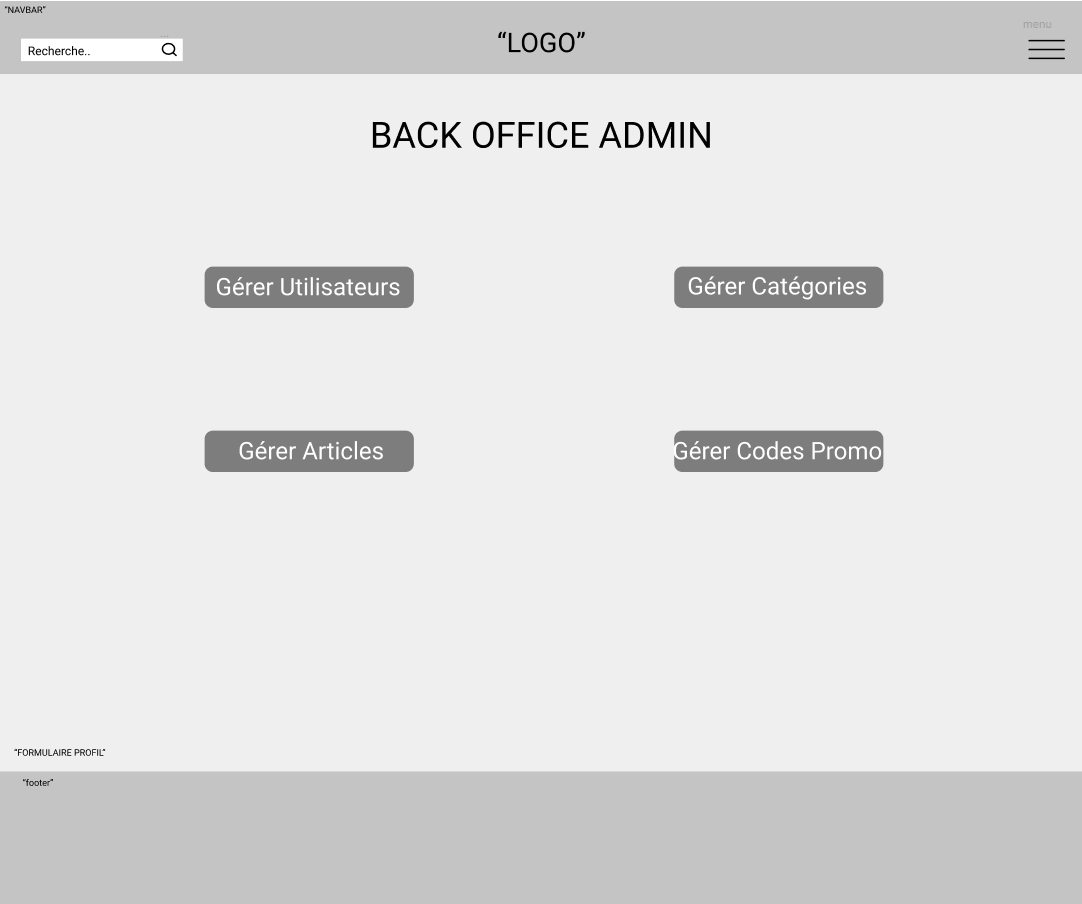 “NAVBAR”
menu
...
Recherche..
“LOGO”
BACK OFFICE ADMIN
Gérer Utilisateurs
Gérer Catégories
Gérer Articles
Gérer Codes Promo
“FORMULAIRE PROFIL”
“footer”